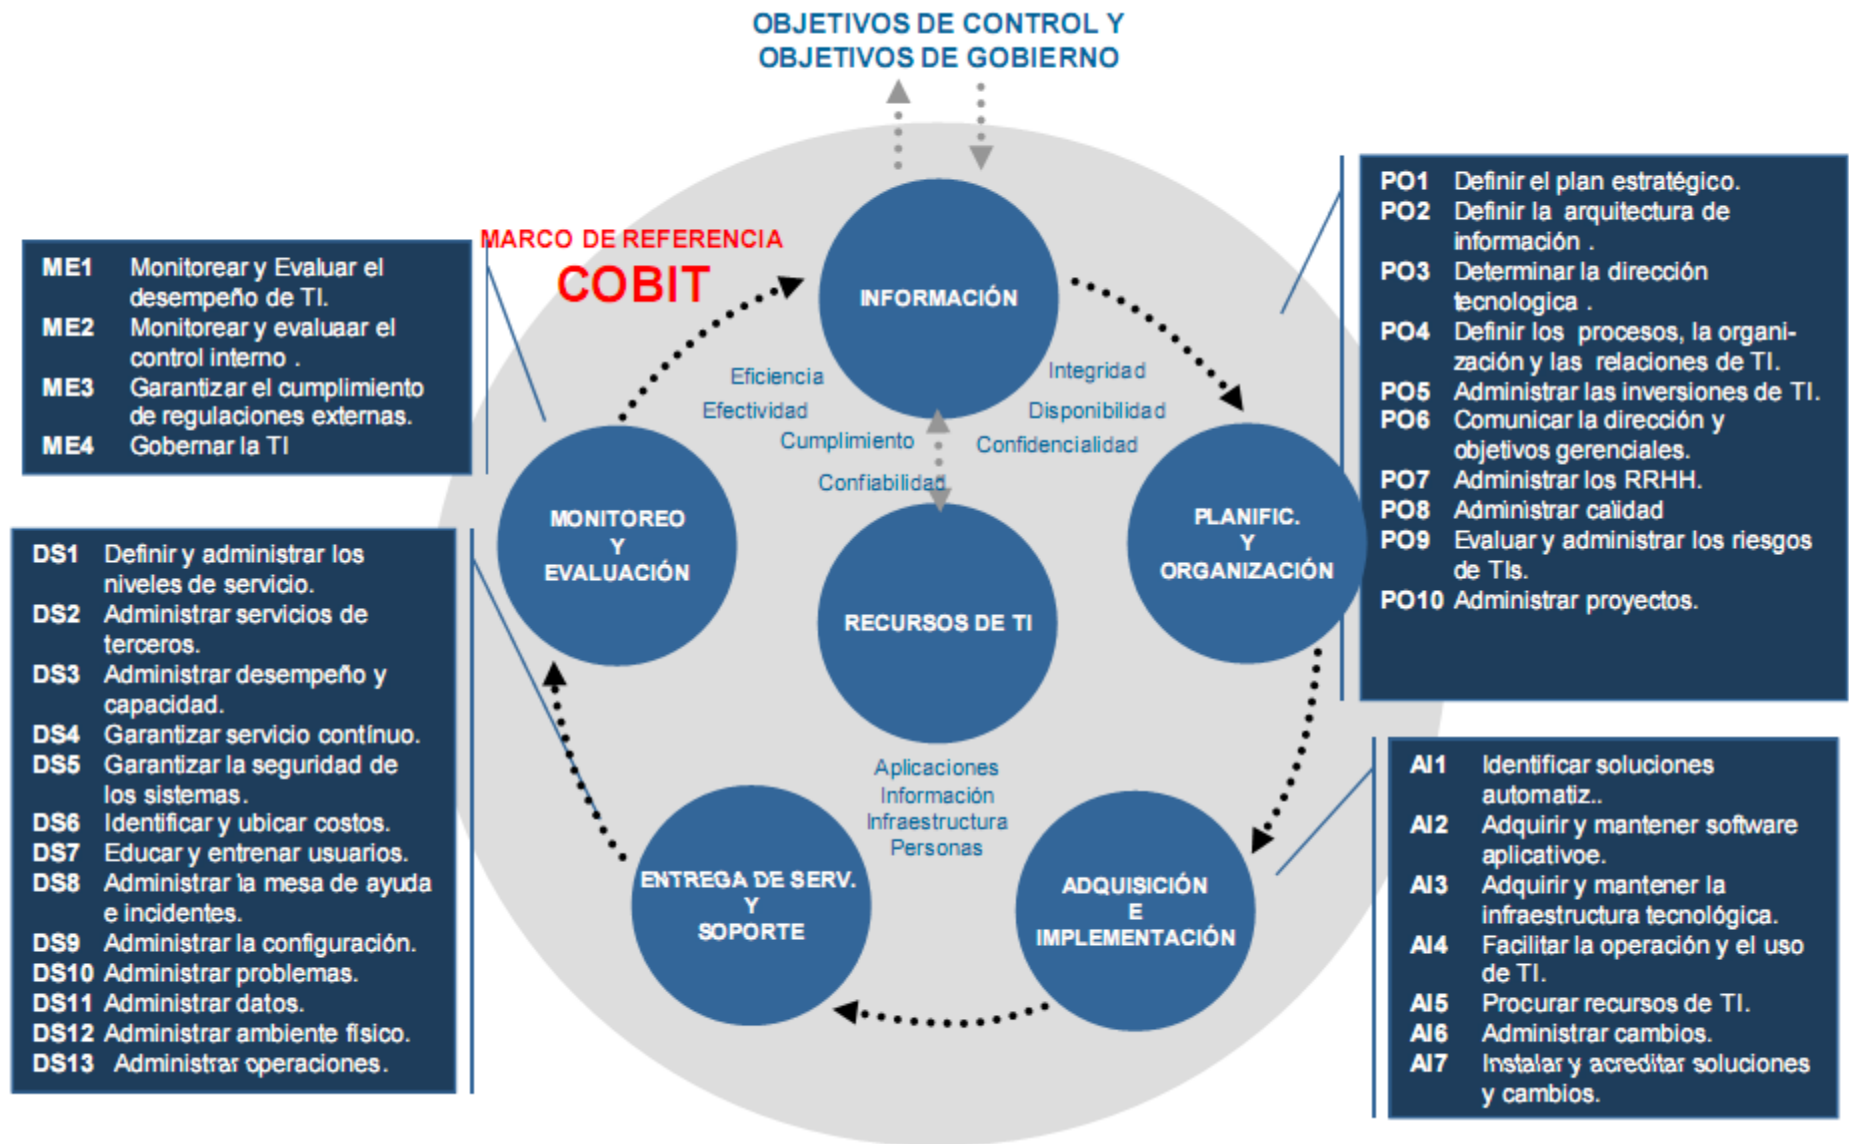 OBJETIVOS DE CONTROL Y
OBJETIVOS DE GOBIERNO
MARCO DE REFERENCIA
COBIT
INFORMACIÓN
Eficiencia
Efectividad
Cumplimiento
Confiabilidad
Integridad
Disponibilidad
Confidencialidad
MONITOREO
Y
EVALUACIÓN
PLANIFIC.
Y
ORGANIZACIÓN
RECURSOS DE TI
Aplicaciones
Información
Infraestructura
Personas
ENTREGA DE SERV.
Y
SOPORTE
ADQUISICIÓN
E
IMPLEMENTACIÓN
ME1 Monitorear y Evaluar el
desempeño de TI.
ME2 Monitorear y evaluaar el
control interno .
ME3 Garantizar el cumplimiento
de regulaciones externas.
ME4 Gobernar la TI
DS1 Definir y administrar los
niveles de servicio.
DS2 Administrar servicios de
terceros.
DS3 Administrar desempeño y
capacidad.
DS4 Garantizar servicio contínuo.
DS5 Garantizar la seguridad de
los sistemas.
DS6 Identificar y ubicar costos.
DS7 Educar y entrenar usuarios.
DS8 Administrar la mesa de ayuda
e incidentes.
DS9 Administrar la configuración.
DS10 Administrar problemas.
DS11 Administrar datos.
DS12 Administrar ambiente físico.
DS13 Administrar operaciones.
PO1 Definir el plan estratégico.
PO2 Definir la arquitectura de
información .
PO3 Determinar la dirección
tecnologica .
PO4 Definir los procesos, la organi-
zación y las relaciones de TI.
PO5 Administrar las inversiones de TI.
PO6 Comunicar la dirección y
objetivos gerenciales.
PO7 Administrar los RRHH.
PO8 Administrar calidad
PO9 Evaluar y administrar los riesgos
de TIs.
PO10 Administrar proyectos.
AI1 Identificar soluciones
automatiz..
AI2 Adquirir y mantener software
aplicativoe.
AI3 Adquirir y mantener la
infraestructura tecnológica.
AI4 Facilitar la operación y el uso
de TI.
AI5 Procurar recursos de TI.
AI6 Administrar cambios.
AI7 Instalar y acreditar soluciones
y cambios.